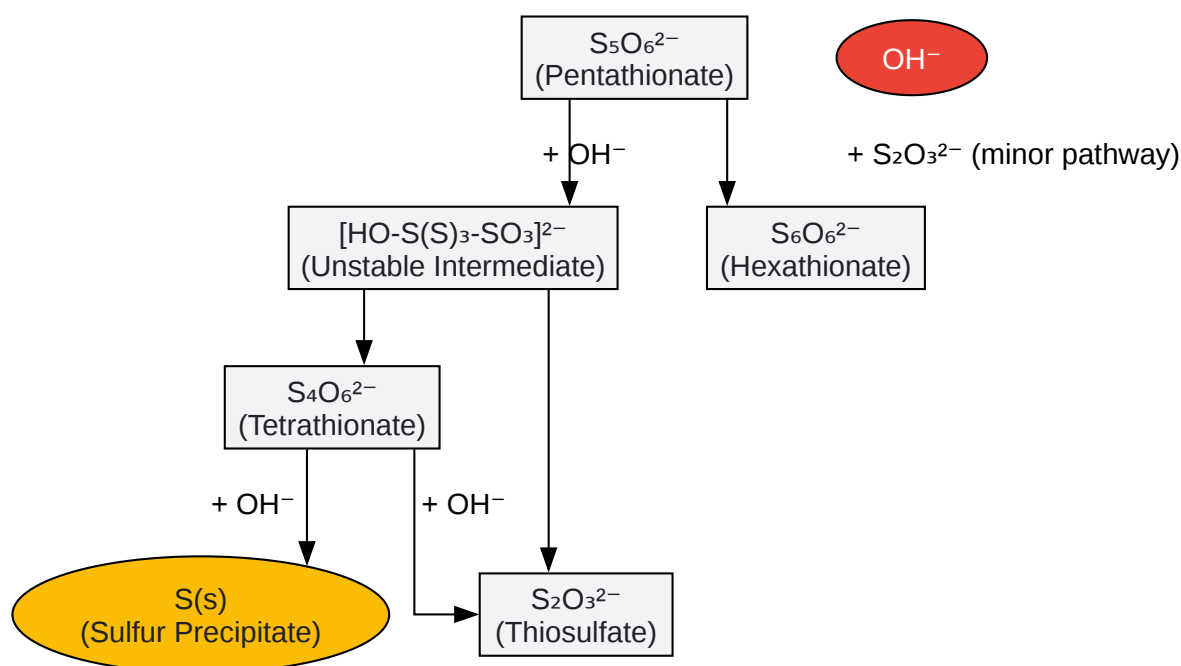 S₅O₆²⁻
(Pentathionate)
OH⁻
+ OH⁻
+ S₂O₃²⁻ (minor pathway)
[HO-S(S)₃-SO₃]²⁻
(Unstable Intermediate)
S₆O₆²⁻
(Hexathionate)
S₄O₆²⁻
(Tetrathionate)
+ OH⁻
+ OH⁻
S(s)
(Sulfur Precipitate)
S₂O₃²⁻
(Thiosulfate)